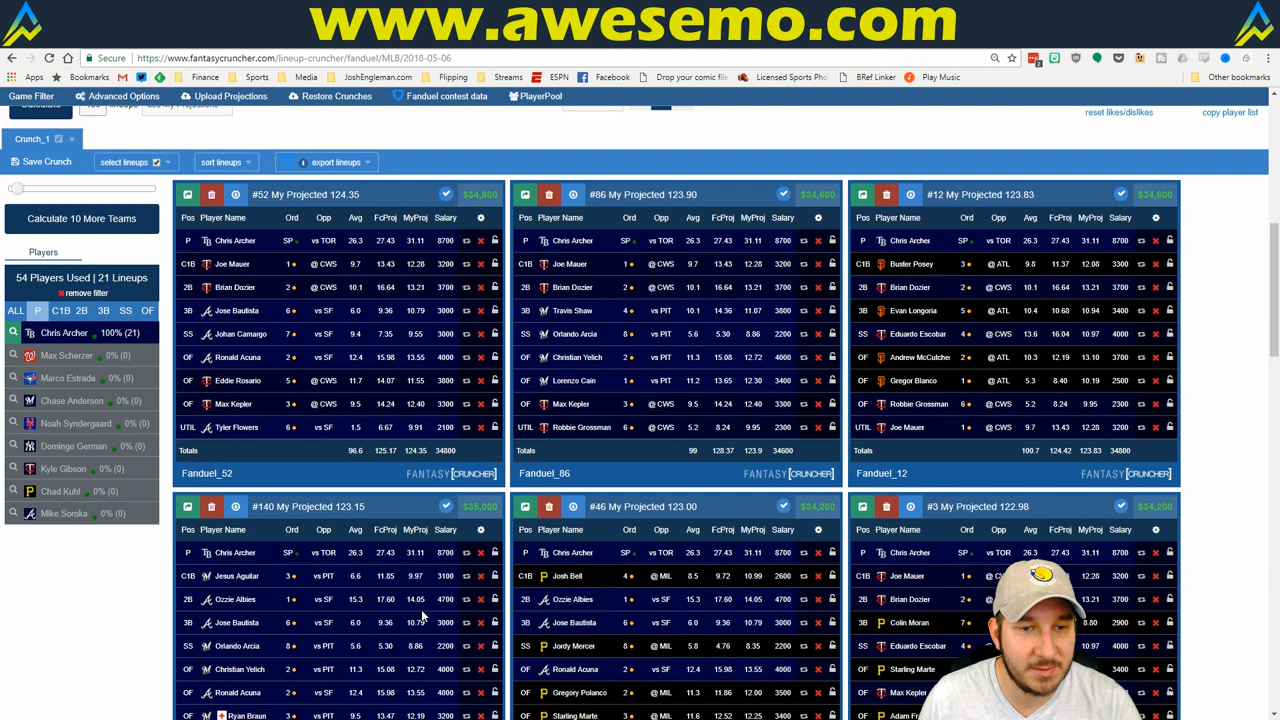 www.awesemo.com
Secure https://www.fantasycruncher.com/lineup-cruncher/fanduel/MLB/2018-05-06
Apps Bookmarks Finance Sports Media JoshEngleman.com Flipping Streams ESPN Facebook Drop your comic file Licensed Sports Pho BRef Linker Play Music Other bookmarks
Game Filter Advanced Options Upload Projections Restore Crunches Fanduel contest data PlayerPool
reset likes/dislikes copy player list
Crunch_1
Save Crunch select lineups sort lineups export lineups
Calculate 10 More Teams
Players
54 Players Used | 21 Lineups
remove filter
ALL P C1B 2B 3B SS OF
Chris Archer 100% (21)
Max Scherzer 0% (0)
Marco Estrada 0% (0)
Chase Anderson 0% (0)
Noah Syndergaard 0% (0)
Domingo German 0% (0)
Kyle Gibson 0% (0)
Chad Kuhl 0% (0)
Mike Soroka 0% (0)
#52 My Projected 124.35 $34,800
Pos Player Name Ord Opp Avg FcProj MyProj Salary
P Chris Archer SP vs TOR 26.3 27.43 31.11 8700
C1B Joe Mauer 1 @ CWS 9.7 13.43 12.28 3200
2B Brian Dozier 2 @ CWS 10.1 16.64 13.21 3700
3B Jose Bautista 6 vs SF 6.0 9.36 10.79 3000
SS Johan Camargo 7 vs SF 9.4 7.35 9.55 3000
OF Ronald Acuna 2 vs SF 12.4 15.98 13.55 4000
OF Eddie Rosario 5 @ CWS 11.7 14.07 11.55 3800
OF Max Kepler 3 @ CWS 9.5 14.24 12.40 3300
UTIL Tyler Flowers 6 vs SF 1.5 6.67 9.91 2100
Totals 96.6 125.17 124.35 34800
Fanduel_52 FANTASY[CRUNCHER]
#86 My Projected 123.90 $34,600
Pos Player Name Ord Opp Avg FcProj MyProj Salary
P Chris Archer SP vs TOR 26.3 27.43 31.11 8700
C1B Joe Mauer 1 @ CWS 9.7 13.43 12.28 3200
2B Brian Dozier 2 @ CWS 10.1 16.64 13.21 3700
3B Travis Shaw 4 vs PIT 10.1 14.36 11.07 3800
SS Orlando Arcia 8 vs PIT 5.6 5.30 8.86 2200
OF Christian Yelich 2 vs PIT 11.3 15.08 12.72 4000
OF Lorenzo Cain 1 vs PIT 11.2 13.65 12.30 3400
OF Max Kepler 3 @ CWS 9.5 14.24 12.40 3300
UTIL Robbie Grossman 6 @ CWS 5.2 8.24 9.95 2300
Totals 99 128.37 123.9 34600
Fanduel_86 FANTASY[CRUNCHER]
#12 My Projected 123.83 $34,800
Pos Player Name Ord Opp Avg FcProj MyProj Salary
P Chris Archer SP vs TOR 26.3 27.43 31.11 8700
C1B Buster Posey 3 @ ATL 9.8 11.37 12.08 3300
2B Brian Dozier 2 @ CWS 10.1 16.64 13.21 3700
3B Evan Longoria 5 @ ATL 10.4 10.68 10.94 3400
SS Eduardo Escobar 4 @ CWS 13.6 16.04 10.97 4000
OF Andrew McCutchen 2 @ ATL 10.3 12.19 13.10 3700
OF Gregor Blanco 1 @ ATL 5.3 8.40 10.19 2500
OF Robbie Grossman 6 @ CWS 5.2 8.24 9.95 2300
UTIL Joe Mauer 1 @ CWS 9.7 13.43 12.28 3200
Totals 100.7 124.42 123.83 34800
Fanduel_12 FANTASY[CRUNCHER]
#140 My Projected 123.15 $35,000
Pos Player Name Ord Opp Avg FcProj MyProj Salary
P Chris Archer SP vs TOR 26.3 27.43 31.11 8700
C1B Jesus Aguilar 3 vs PIT 6.6 11.85 9.97 3100
2B Ozzie Albies 1 vs SF 15.3 17.60 14.05 4700
3B Jose Bautista 6 vs SF 6.0 9.36 10.79 3000
SS Orlando Arcia 8 vs PIT 5.6 5.30 8.86 2200
OF Christian Yelich 2 vs PIT 11.3 15.08 12.72 4000
OF Ronald Acuna 2 vs SF 12.4 15.98 13.55 4000
OF Ryan Braun 4 vs PIT 9.5 13.47 12.19 3200
#46 My Projected 123.00 $34,200
Pos Player Name Ord Opp Avg FcProj MyProj Salary
P Chris Archer SP vs TOR 26.3 27.43 31.11 8700
C1B Josh Bell 4 @ MIL 8.5 9.72 10.99 2600
2B Ozzie Albies 1 vs SF 15.3 17.60 14.05 4700
3B Jose Bautista 6 vs SF 6.0 9.36 10.79 3000
SS Jordy Mercer 8 @ MIL 5.8 4.76 8.35 2200
OF Ronald Acuna 2 vs SF 12.4 15.98 13.55 4000
OF Gregory Polanco 2 @ MIL 11.3 11.86 12.00 3500
OF Starling Marte 3 @ MIL 11.6 12.52 12.25 3400
#3 My Projected 122.98 $34,200
Pos Player Name Ord Opp Avg FcProj MyProj Salary
P Chris Archer SP vs TOR 26.3 27.43 31.11 8700
C1B Joe Mauer 12.28 3200
2B Brian Dozier 13.21 3700
3B Colin Moran 7 8.80 2900
SS Eduardo Escobar 4000
OF Starling Marte 3400
OF Max Kepler
OF Adam